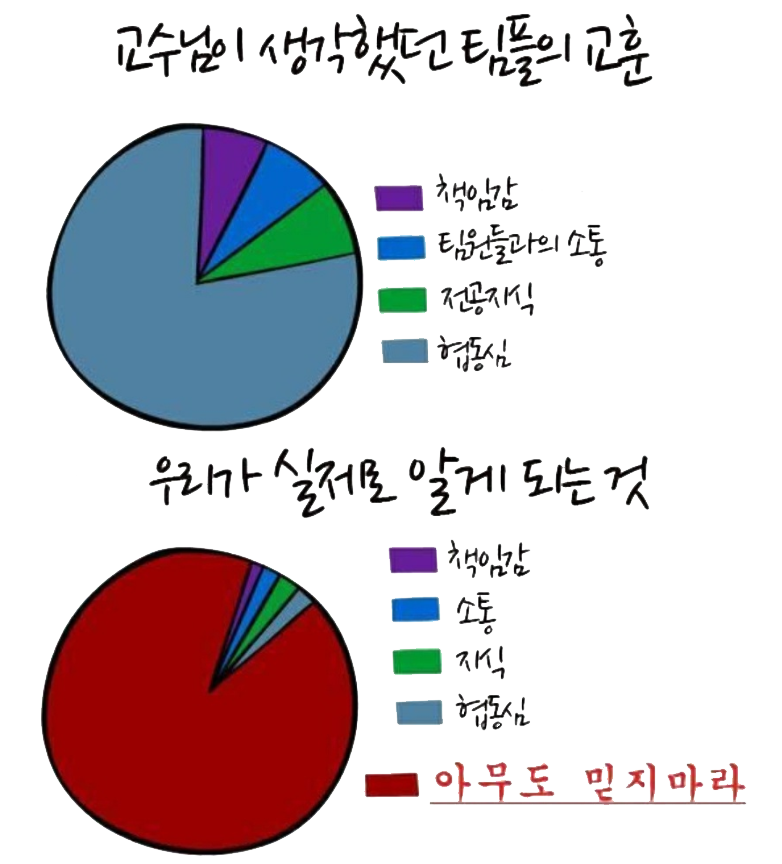 교수님이 생각했던 팀플의 교훈
책임감
팀원들과의 소통
전공지식
협동심
우리가 실제로 알게 되는 것
책임감
소통
지식
협동심
아무도 믿지마라